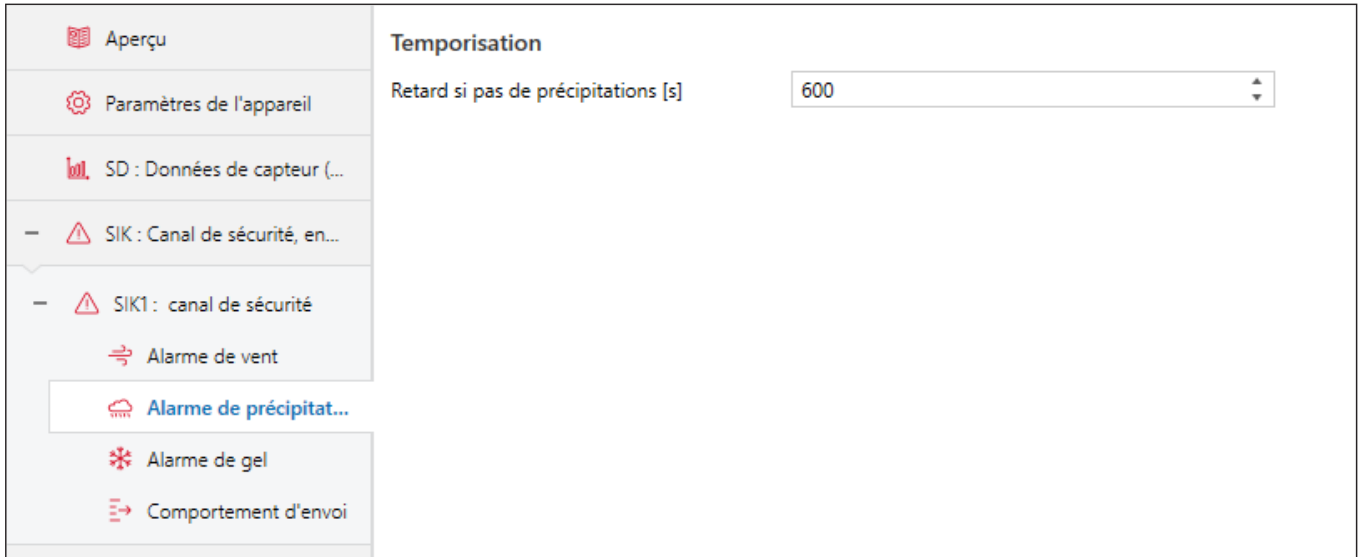 Aperçu
Paramètres de l'appareil
SD : Données de capteur (...
SIK : Canal de sécurité, en...
SIK1 : canal de sécurité
Alarme de vent
Alarme de précipitat...
Alarme de gel
Comportement d'envoi
Temporisation
Retard si pas de précipitations [s]
600